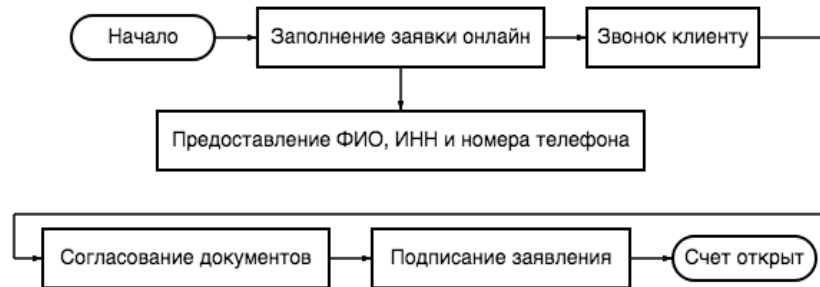 Начало
Заполнение заявки онлайн
Звонок клиенту
Предоставление ФИО, ИНН и номера телефона
Согласование документов
Подписание заявления
Счет открыт